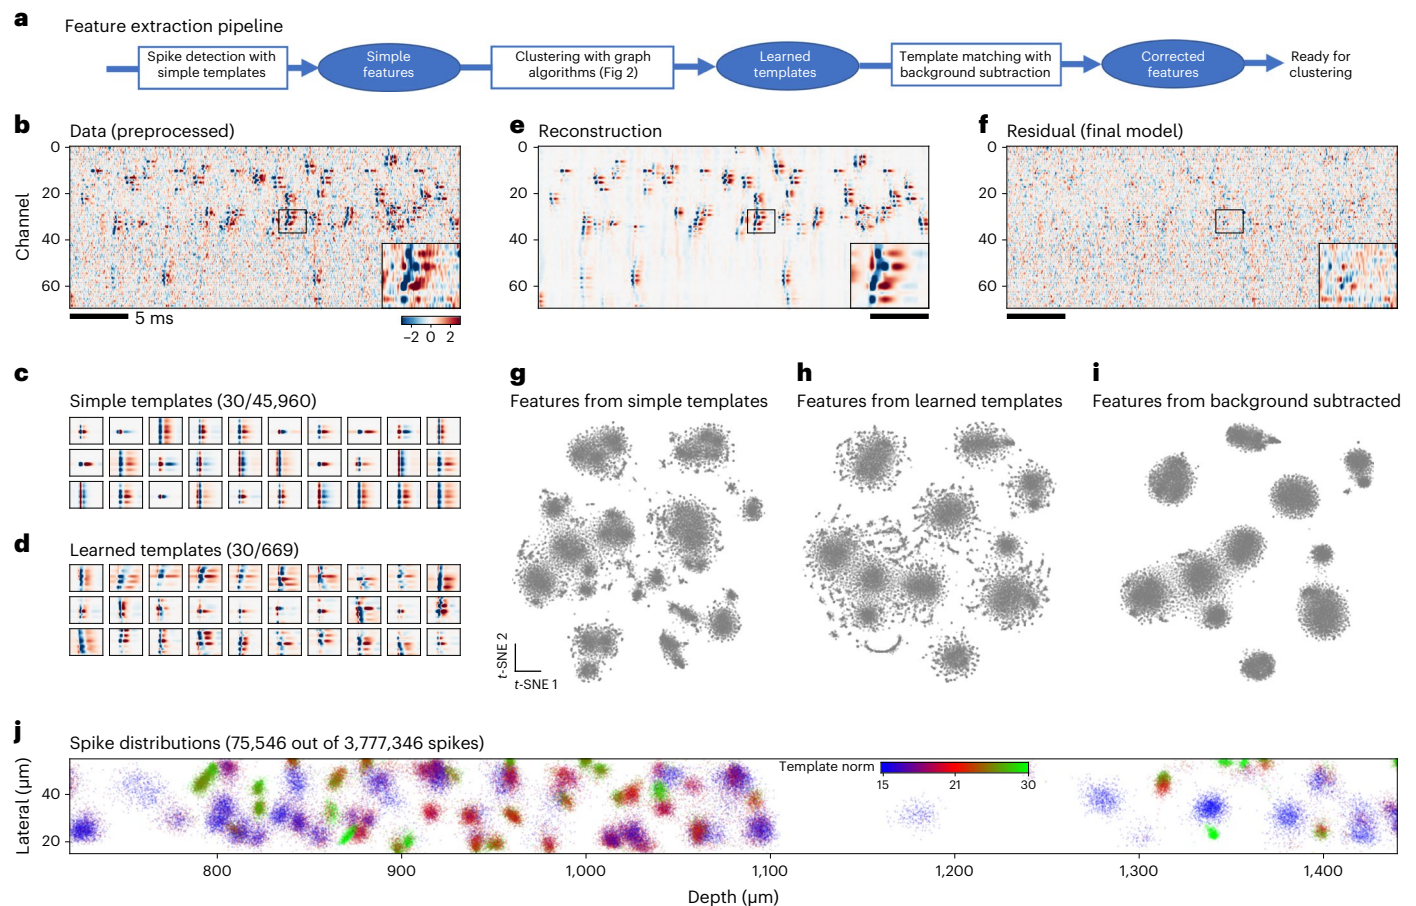 a
Feature extraction pipeline
Spike detection with
simple templates
Simple
features
Clustering with graph
algorithms (Fig 2)
Learned
templates
Template matching with
background subtraction
Corrected
features
Ready for
clustering
b
Data (preprocessed)
Channel
0
20
40
60
5 ms
−2 0 2
e
Reconstruction
0
20
40
60
f
Residual (final model)
0
20
40
60
c
Simple templates (30/45,960)
d
Learned templates (30/669)
g
Features from simple templates
t-SNE 2
t-SNE 1
h
Features from learned templates
i
Features from background subtracted
j
Spike distributions (75,546 out of 3,777,346 spikes)
Lateral (µm)
40
20
Template norm
15 21 30
800 900 1,000 1,100 1,200 1,300 1,400
Depth (µm)